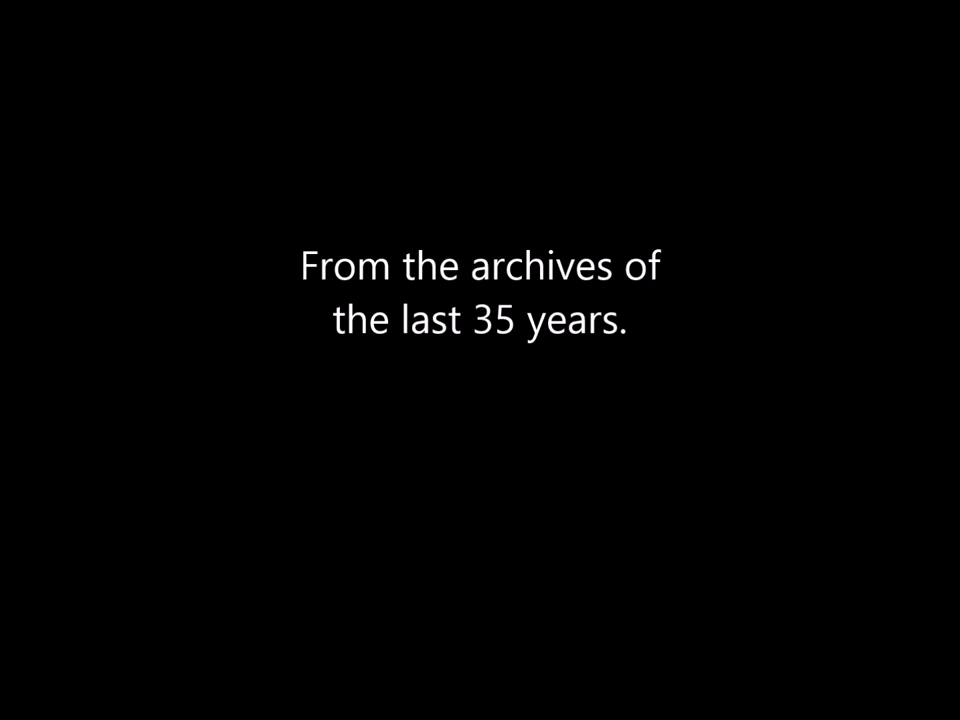 From the archives of
the last 35 years.